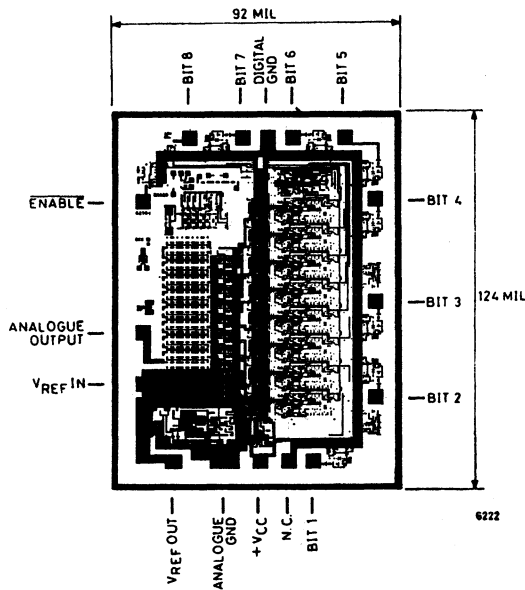 92 MIL
BIT 8
BIT 7
DIGITAL
GND
BIT 6
BIT 5
ENABLE
BIT 4
BIT 3
124 MIL
ANALOGUE
OUTPUT
VREF IN
BIT 2
VREF OUT
ANALOGUE
GND
+VCC
N.C.
BIT 1
6222